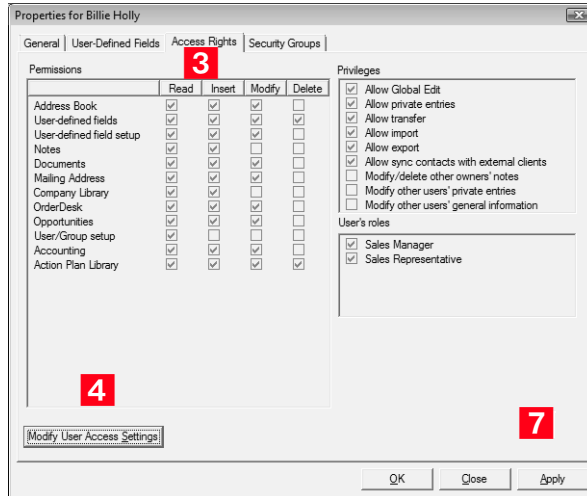 Properties for Billie Holly
General User-Defined Fields Access Rights Security Groups
3
Permissions
Read Insert Modify Delete
Address Book
User-defined fields
User-defined field setup
Notes
Documents
Mailing Address
Company Library
OrderDesk
Opportunities
User/Group setup
Accounting
Action Plan Library
Privileges
Allow Global Edit
Allow private entries
Allow transfer
Allow import
Allow export
Allow sync contacts with external clients
Modify/delete other owners' notes
Modify other users' private entries
Modify other users' general information
User's roles
Sales Manager
Sales Representative
4
Modify User Access Settings
7
OK Close Apply